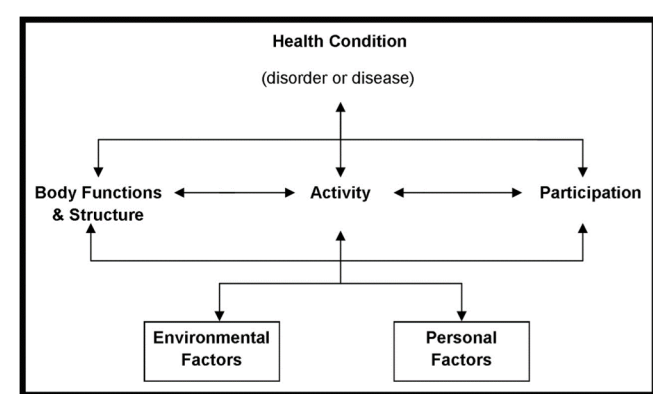 Health Condition
(disorder or disease)
Body Functions
& Structure
Activity
Participation
Environmental
Factors
Personal
Factors